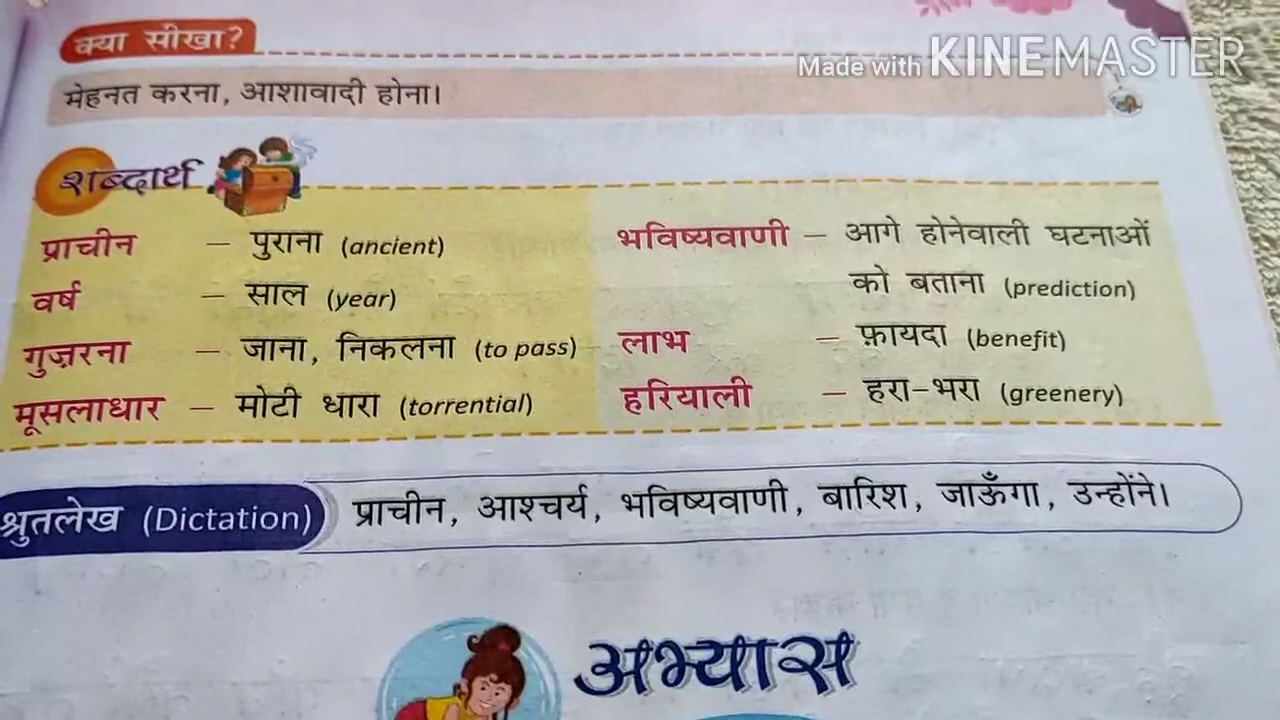 क्या सीखा?
Made with KINEMASTER
मेहनत करना, आशावादी होना।
शब्दार्थ
प्राचीन – पुराना (ancient)
वर्ष – साल (year)
गुज़रना – जाना, निकलना (to pass)
मूसलाधार – मोटी धारा (torrential)
भविष्यवाणी – आगे होनेवाली घटनाओं
को बताना (prediction)
लाभ – फ़ायदा (benefit)
हरियाली – हरा-भरा (greenery)
श्रुतलेख (Dictation) प्राचीन, आश्चर्य, भविष्यवाणी, बारिश, जाऊँगा, उन्होंने।
अभ्यास